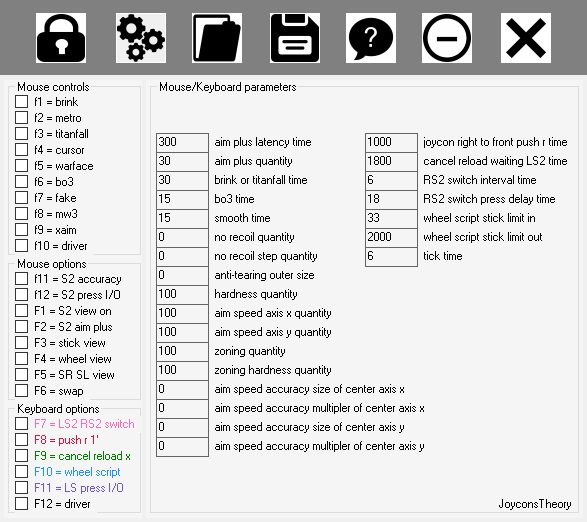 Mouse controls
f1 = brink
f2 = metro
f3 = titanfall
f4 = cursor
f5 = warface
f6 = bo3
f7 = fake
f8 = mw3
f9 = xaim
f10 = driver
Mouse options
f11 = S2 accuracy
f12 = S2 press I/O
F1 = S2 view on
F2 = S2 aim plus
F3 = stick view
F4 = wheel view
F5 = SR SL view
F6 = swap
Keyboard options
F7 = LS2 RS2 switch
F8 = push r 1'
F9 = cancel reload x
F10 = wheel script
F11 = LS press I/O
F12 = driver
Mouse/Keyboard parameters
300 aim plus latency time
30 aim plus quantity
30 brink or titanfall time
15 bo3 time
15 smooth time
0 no recoil quantity
0 no recoil step quantity
0 anti-tearing outer size
100 hardness quantity
100 aim speed axis x quantity
100 aim speed axis y quantity
100 zoning quantity
100 zoning hardness quantity
0 aim speed accuracy size of center axis x
0 aim speed accuracy multipler of center axis x
0 aim speed accuracy size of center axis y
0 aim speed accuracy multipler of center axis y
1000 joycon right to front push r time
1800 cancel reload waiting LS2 time
6 RS2 switch interval time
18 RS2 switch press delay time
33 wheel script stick limit in
2000 wheel script stick limit out
6 tick time
JoyconsTheory